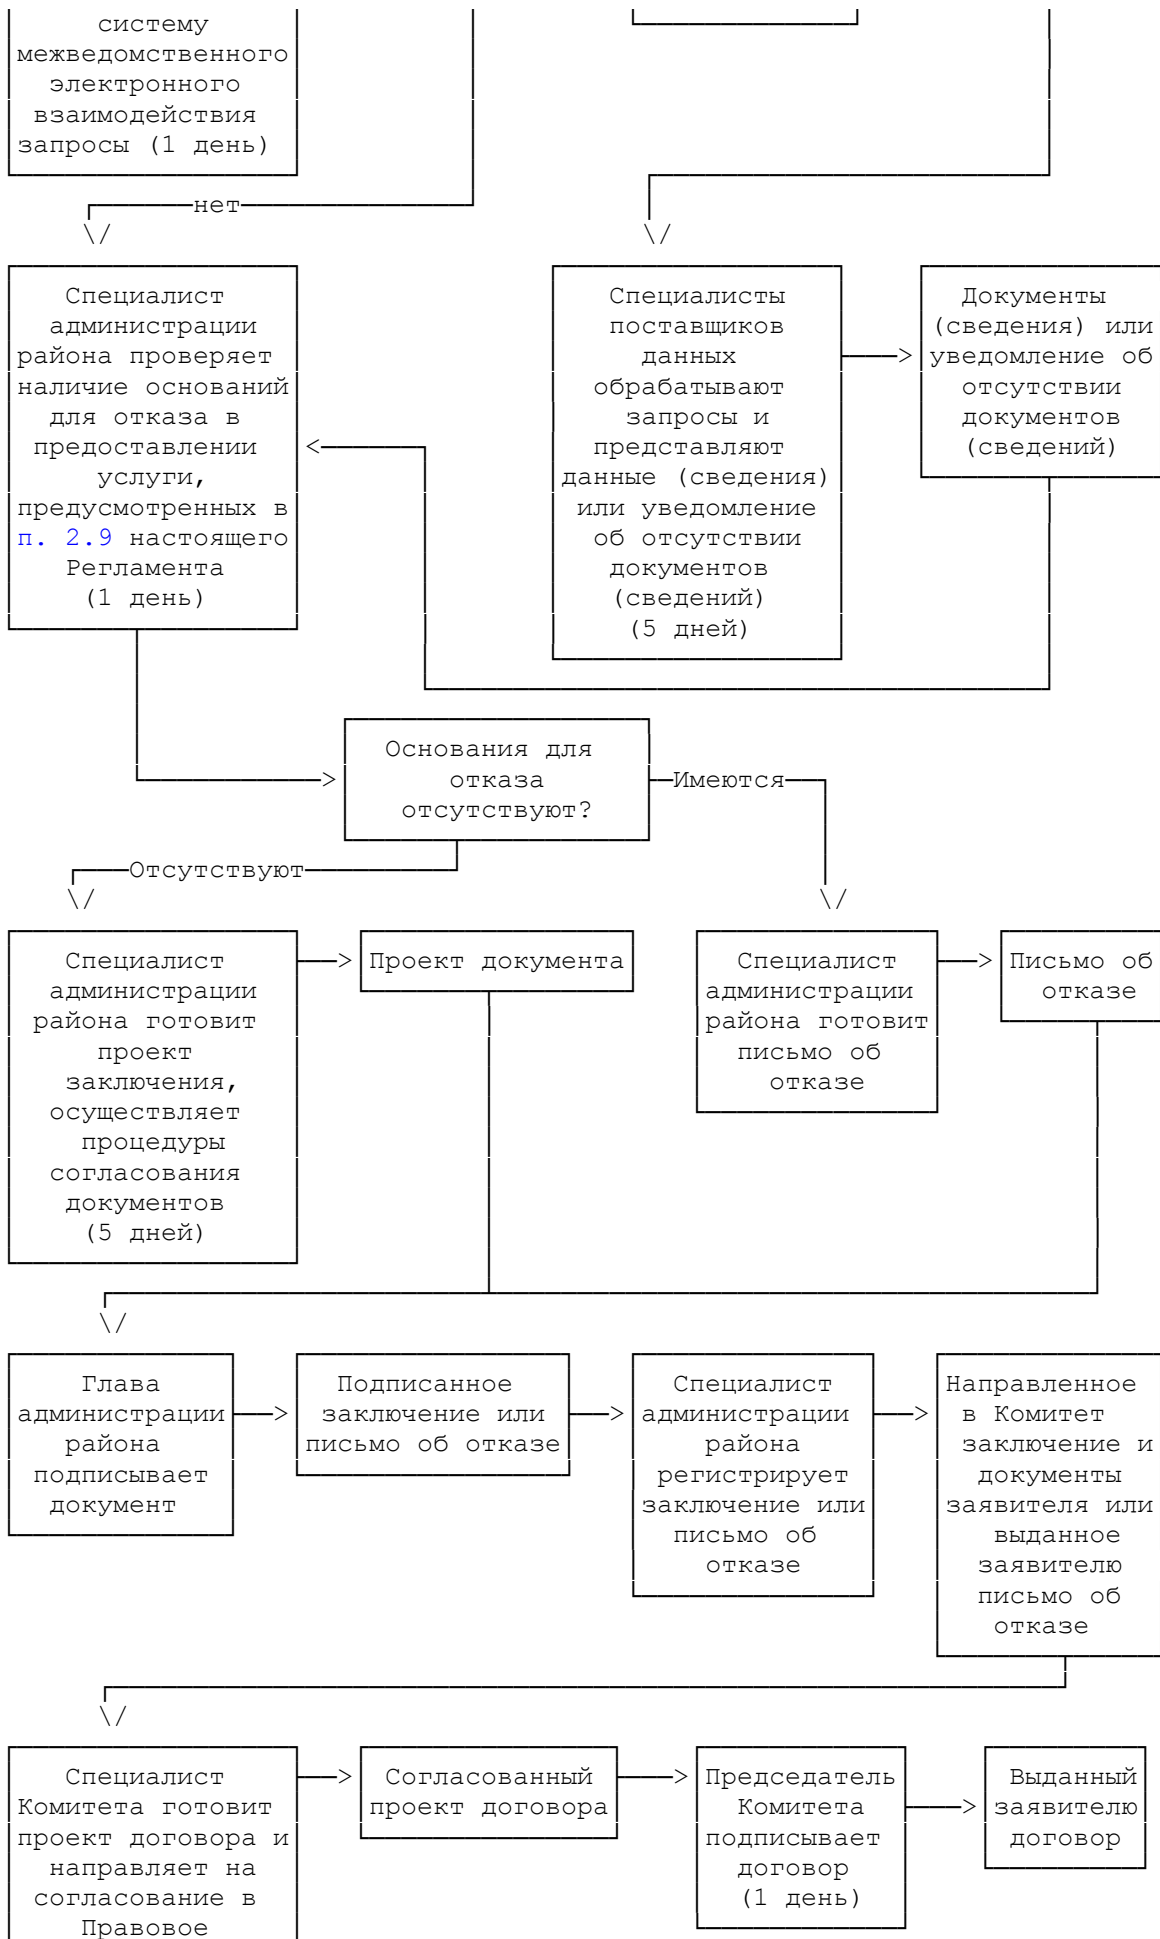 систему
межведомственного
электронного
взаимодействия
запросы (1 день)
нет
Специалист
администрации
района проверяет
наличие оснований
для отказа в
предоставлении
услуги,
предусмотренных в
п. 2.9 настоящего
Регламента
(1 день)
Специалисты
поставщиков
данных
обрабатывают
запросы и
представляют
данные (сведения)
или уведомление
об отсутствии
документов
(сведений)
(5 дней)
Документы
(сведения) или
уведомление об
отсутствии
документов
(сведений)
Основания для
отказа
отсутствуют?
Имеются
Отсутствуют
Специалист
администрации
района готовит
проект
заключения,
осуществляет
процедуры
согласования
документов
(5 дней)
Проект документа
Специалист
администрации
района готовит
письмо об
отказе
Письмо об
отказе
Глава
администрации
района
подписывает
документ
Подписанное
заключение или
письмо об отказе
Специалист
администрации
района
регистрирует
заключение или
письмо об
отказе
Направленное
в Комитет
заключение и
документы
заявителя или
выданное
заявителю
письмо об
отказе
Специалист
Комитета готовит
проект договора и
направляет на
согласование в
Правовое
Согласованный
проект договора
Председатель
Комитета
подписывает
договор
(1 день)
Выданный
заявителю
договор